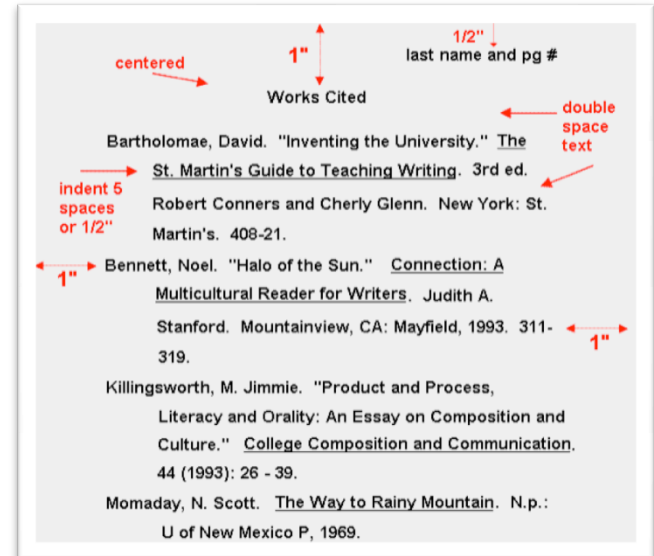 1/2"
1"
last name and pg #
centered
Works Cited
double
space
text
Bartholomae, David. "Inventing the University." The
St. Martin's Guide to Teaching Writing. 3rd ed.
indent 5
spaces
or 1/2"
Robert Conners and Cherly Glenn. New York: St.
Martin's. 408-21.
Bennett, Noel. "Halo of the Sun." Connection: A
1"
Multicultural Reader for Writers. Judith A.
Stanford. Mountainview, CA: Mayfield, 1993. 311-
1"
319.
Killingsworth, M. Jimmie. "Product and Process,
Literacy and Orality: An Essay on Composition and
Culture." College Composition and Communication.
44 (1993): 26 - 39.
Momaday, N. Scott. The Way to Rainy Mountain. N.p.:
U of New Mexico P, 1969.